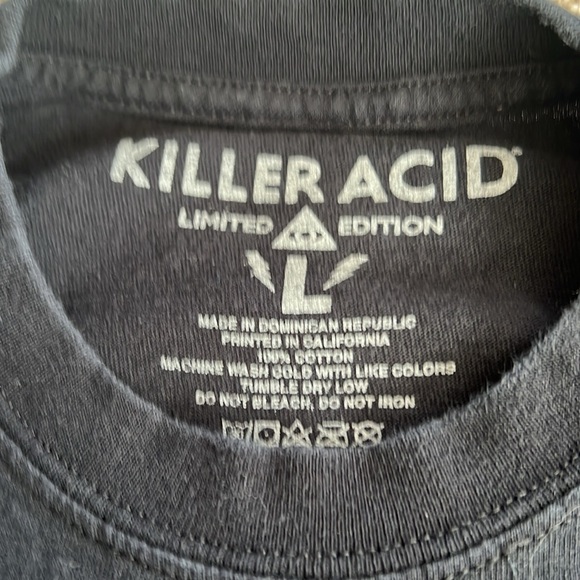 KILLER ACID
LIMITED EDITION
L
MADE IN DOMINICAN REPUBLIC
PRINTED IN CALIFORNIA
100% COTTON
MACHINE WASH COLD WITH LIKE COLORS
TUMBLE DRY LOW
DO NOT BLEACH, DO NOT IRON